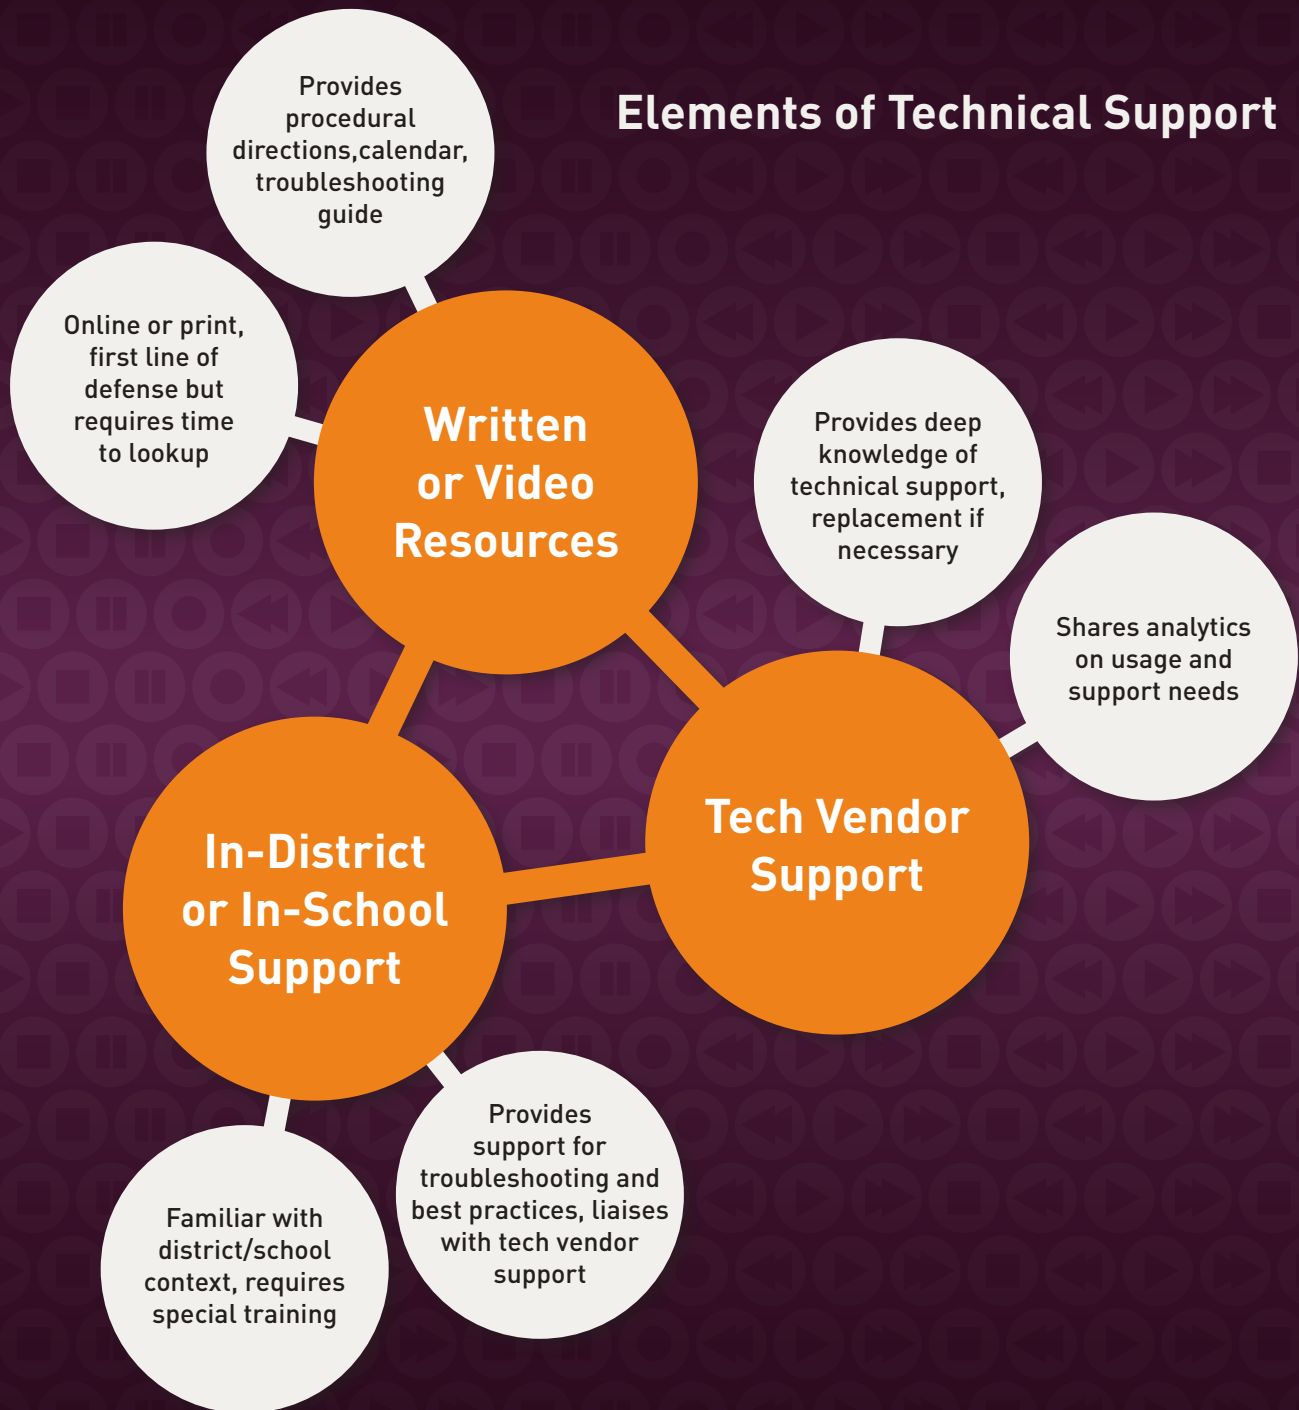 Elements of Technical Support
Provides
procedural
directions,calendar,
troubleshooting
guide
Online or print,
first line of
defense but
requires time
to lookup
Written
or Video
Resources
Provides deep
knowledge of
technical support,
replacement if
necessary
Shares analytics
on usage and
support needs
Tech Vendor
Support
In-District
or In-School
Support
Provides
support for
troubleshooting and
best practices, liaises
with tech vendor
support
Familiar with
district/school
context, requires
special training